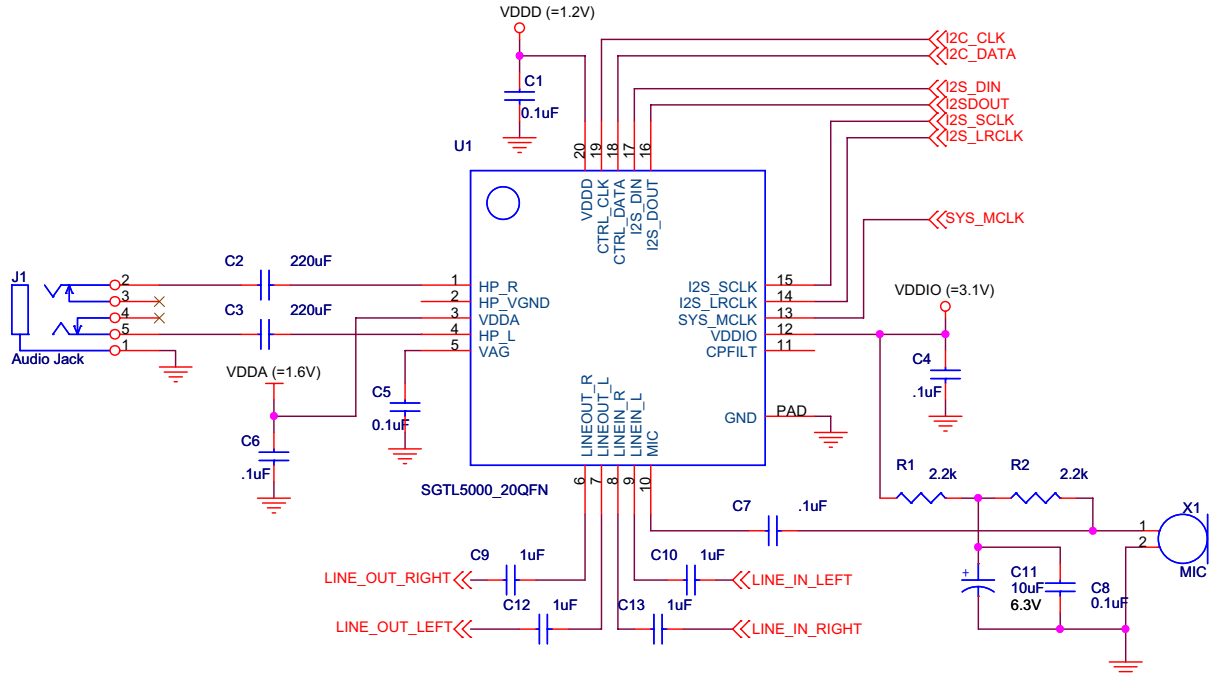 VDDD (=1.2V)
I2C_CLK
I2C_DATA
C1
0.1uF
I2S_DIN
I2SDOUT
I2S_SCLK
I2S_LRCLK
U1
20
19
18
17
16
VDDD
CTRL_CLK
CTRL_DATA
I2S_DIN
I2S_DOUT
SYS_MCLK
J1
2
3
4
5
1
Audio Jack
C2
220uF
C3
220uF
1
2
3
4
5
HP_R
HP_VGND
VDDA
HP_L
VAG
I2S_SCLK
I2S_LRCLK
SYS_MCLK
VDDIO
CPFILT
15
14
13
12
11
VDDIO (=3.1V)
C4
.1uF
VDDA (=1.6V)
C5
0.1uF
C6
.1uF
GND
PAD
LINEOUT_R
LINEOUT_L
LINEIN_R
LINEIN_L
MIC
6
7
8
9
10
SGTL5000_20QFN
R1
2.2k
R2
2.2k
C7
.1uF
X1
1
2
MIC
C9
1uF
LINE_OUT_RIGHT
C10
1uF
LINE_IN_LEFT
+
C11
10uF
6.3V
C8
0.1uF
C12
1uF
LINE_OUT_LEFT
C13
1uF
LINE_IN_RIGHT